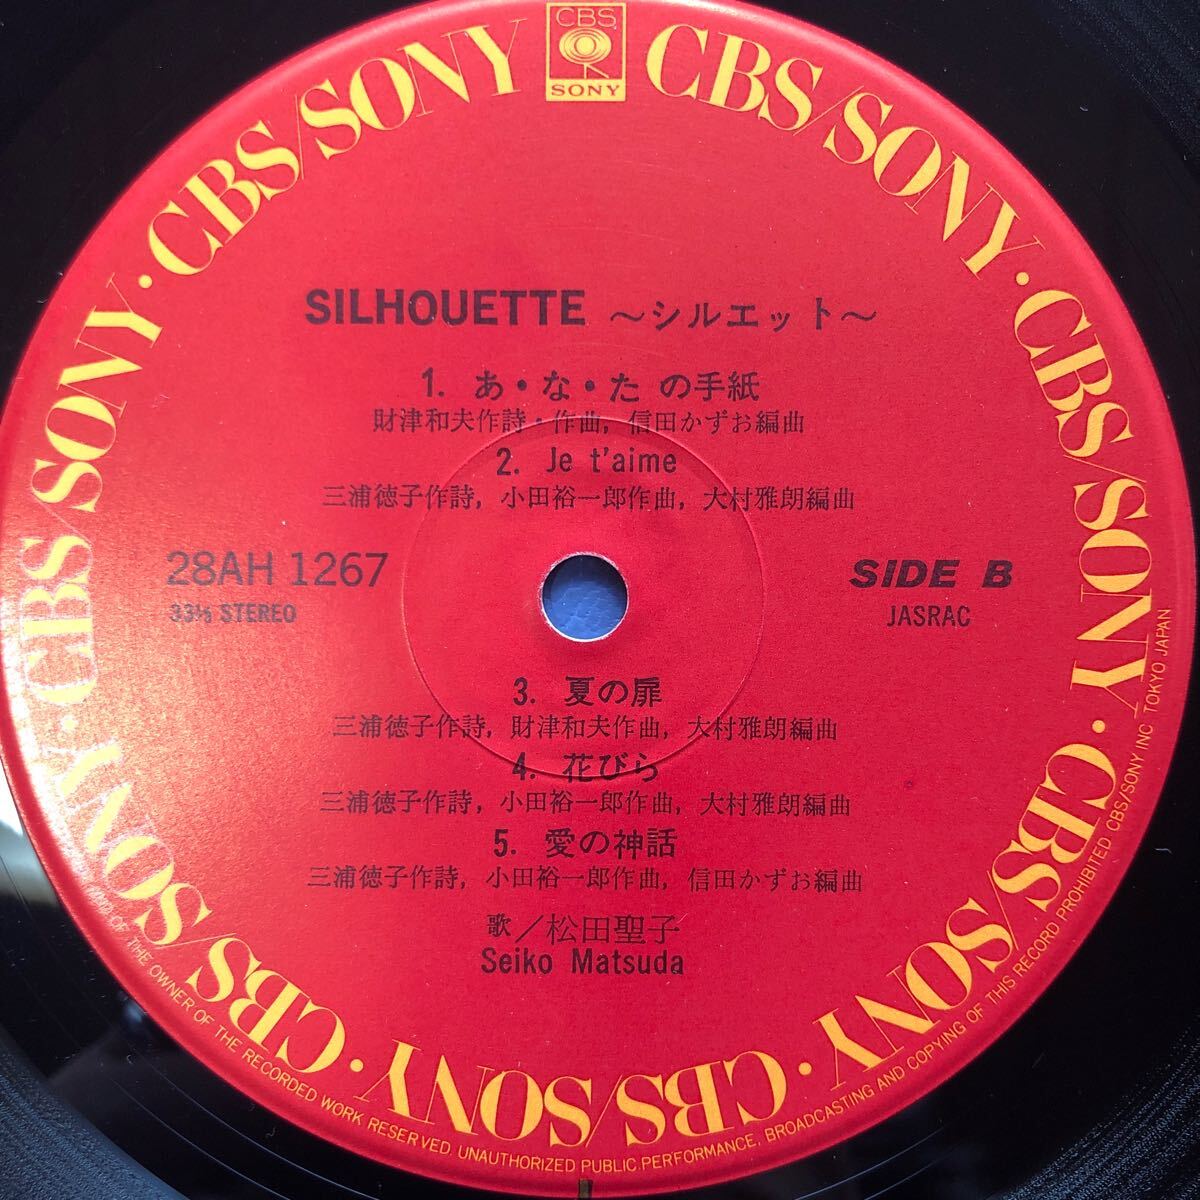 CBS
SONY
CBS/SONY · CBS/SONY · CBS/SONY · CBS/SONY · CBS/SONY · CBS/SONY · CBS/SONY · CBS/SONY · CBS/SONY · CBS/SONY
SILHOUETTE ～シルエット～
1. あ・な・た の手紙
財津和夫作詩・作曲, 信田かずお編曲
2. Je t'aime
三浦徳子作詩, 小田裕一郎作曲, 大村雅朗編曲
28AH 1267
33⅓ STEREO
SIDE B
JASRAC
3. 夏の扉
三浦徳子作詩, 財津和夫作曲, 大村雅朗編曲
4. 花びら
三浦徳子作詩, 小田裕一郎作曲, 大村雅朗編曲
5. 愛の神話
三浦徳子作詩, 小田裕一郎作曲, 信田かずお編曲
歌／松田聖子
Seiko Matsuda
OF THE OWNER OF THE RECORDED WORK RESERVED. UNAUTHORIZED PUBLIC PERFORMANCE, BROADCASTING AND COPYING OF THIS RECORD PROHIBITED CBS/SONY INC TOKYO JAPAN